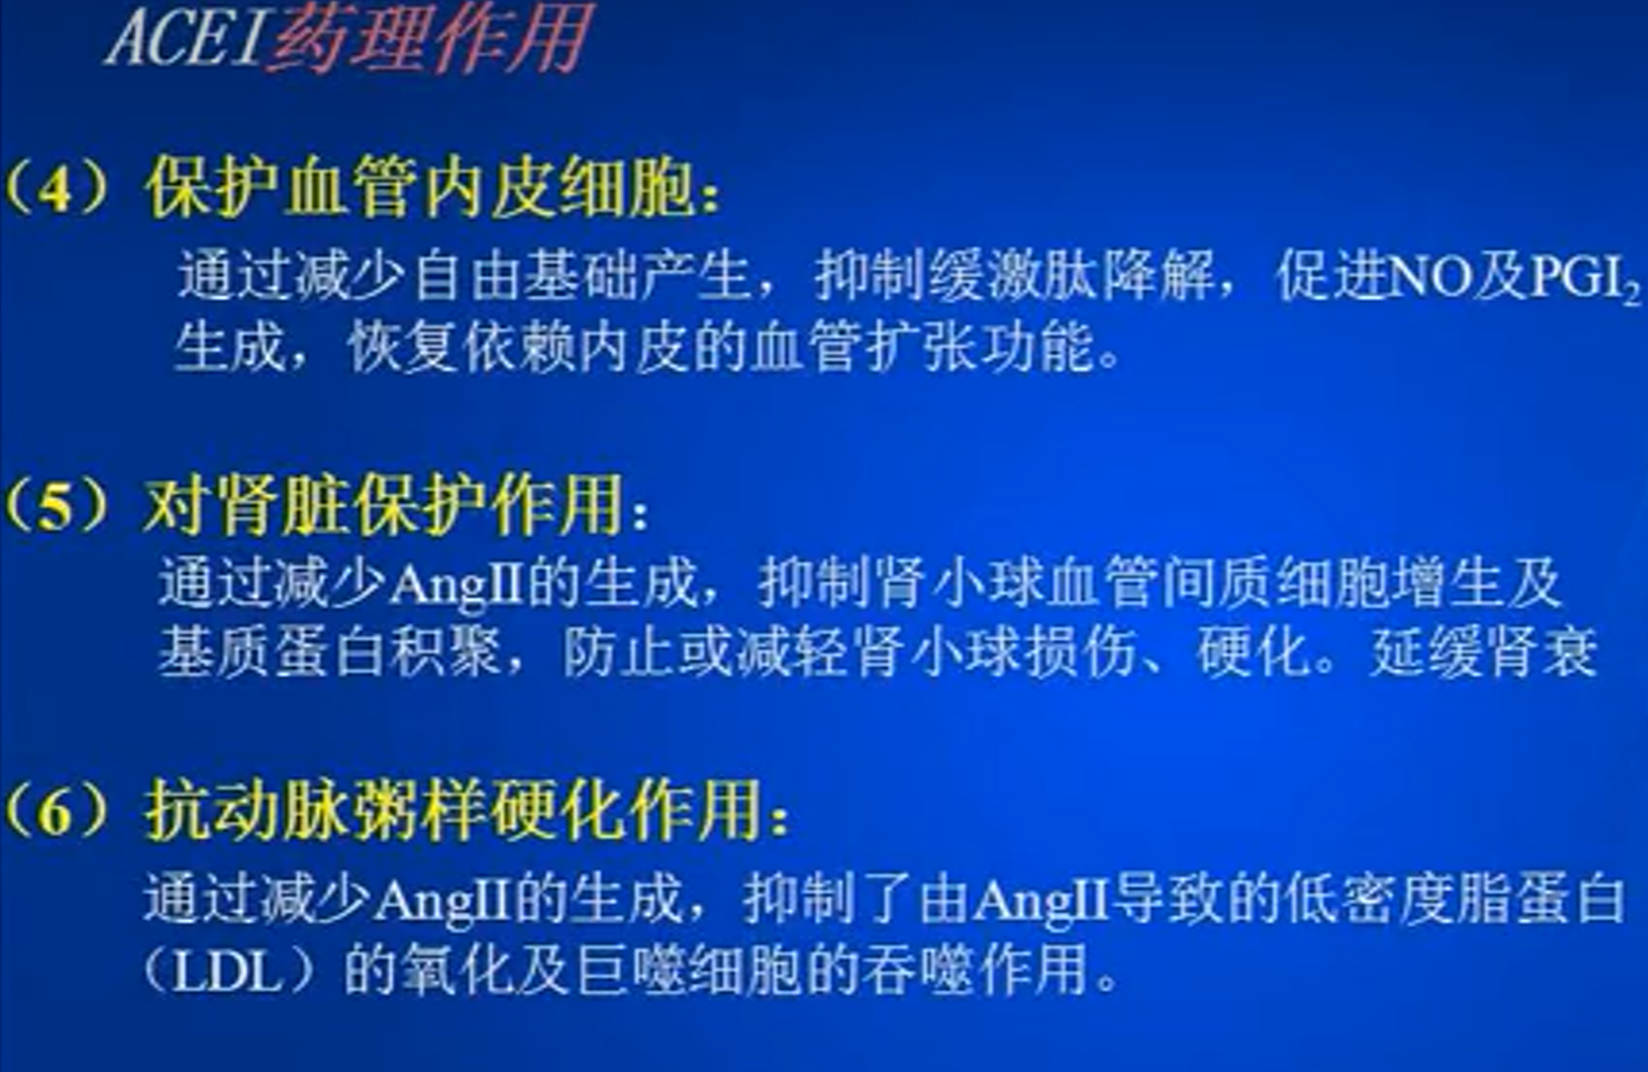 ACEI药理作用
（4）保护血管内皮细胞：
通过减少自由基础产生，抑制缓激肽降解，促进NO及PGI₂
生成，恢复依赖内皮的血管扩张功能。
（5）对肾脏保护作用：
通过减少AngⅡ的生成，抑制肾小球血管间质细胞增生及
基质蛋白积聚，防止或减轻肾小球损伤、硬化。延缓肾衰
（6）抗动脉粥样硬化作用：
通过减少AngⅡ的生成，抑制了由AngⅡ导致的低密度脂蛋白
（LDL）的氧化及巨噬细胞的吞噬作用。